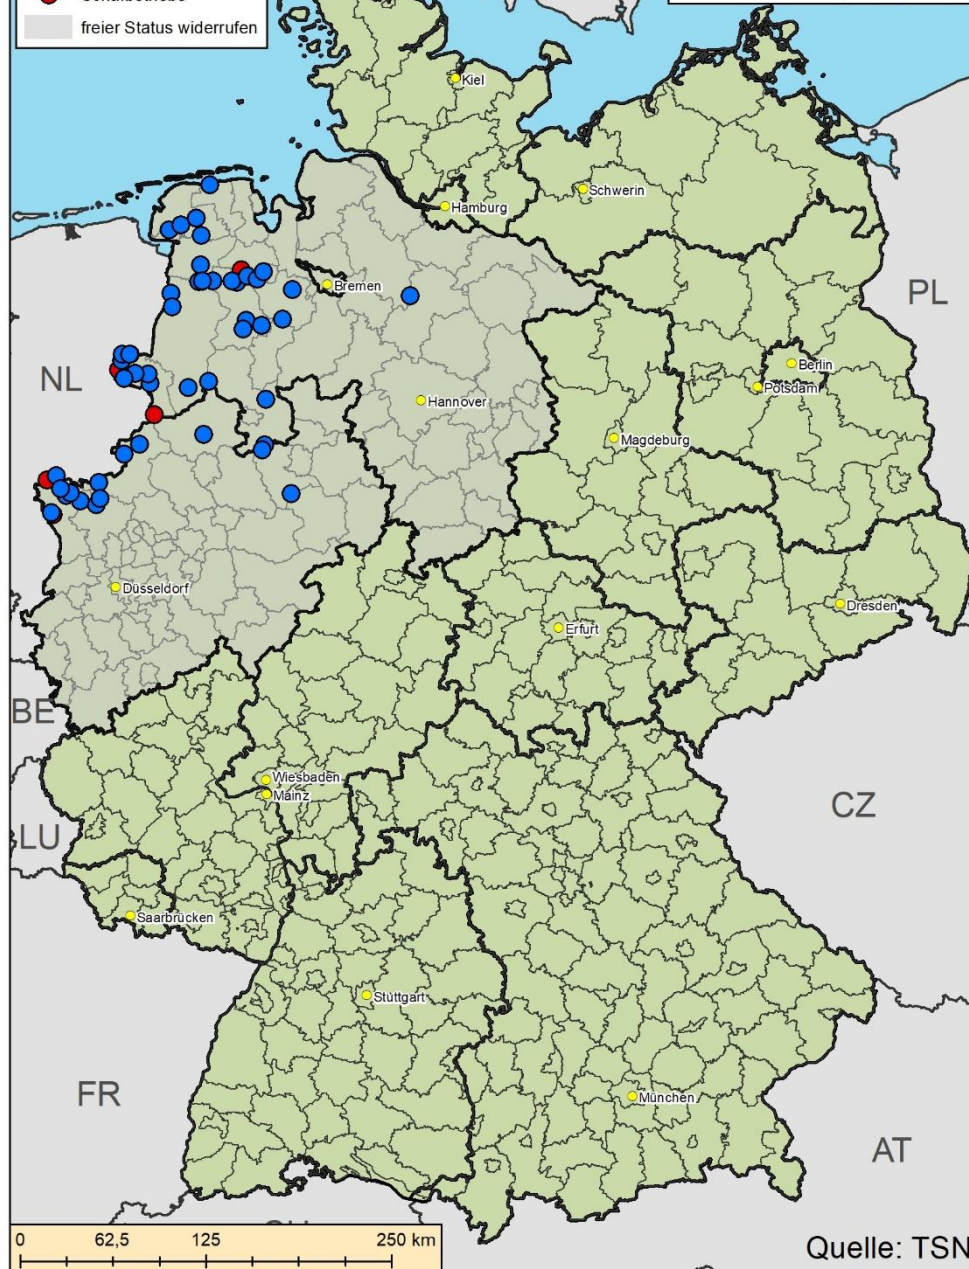 freier Status widerrufen
Kiel
Schwerin
Hamburg
Bremen
PL
Berlin
NL
Potsdam
Hannover
Magdeburg
Düsseldorf
Dresden
Erfurt
BE
Wiesbaden
Mainz
CZ
LU
Saarbrücken
Stuttgart
FR
München
AT
0 62,5 125 250 km
Quelle: TSN